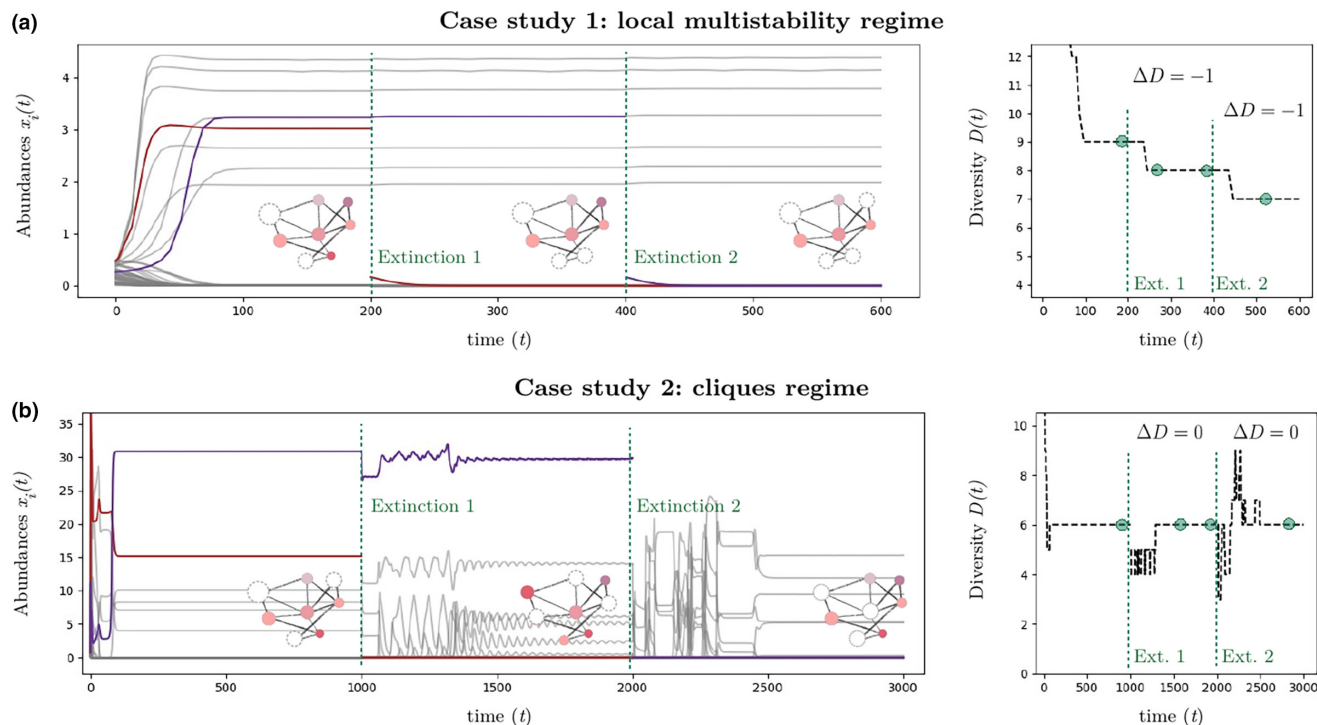 (a)
Case study 1: local multistability regime
Abundances x_i(t)
4
3
2
1
0
Extinction 1
Extinction 2
0 100 200 300 400 500 600
time (t)
Diversity D(t)
12
11
10
9
8
7
6
5
4
ΔD = −1
ΔD = −1
Ext. 1
Ext. 2
0 100 200 300 400 500 600
time (t)
(b)
Case study 2: cliques regime
Abundances x_i(t)
35
30
25
20
15
10
5
0
Extinction 1
Extinction 2
0 500 1000 1500 2000 2500 3000
time (t)
Diversity D(t)
10
8
6
4
2
0
ΔD = 0
ΔD = 0
Ext. 1
Ext. 2
0 500 1000 1500 2000 2500 3000
time (t)